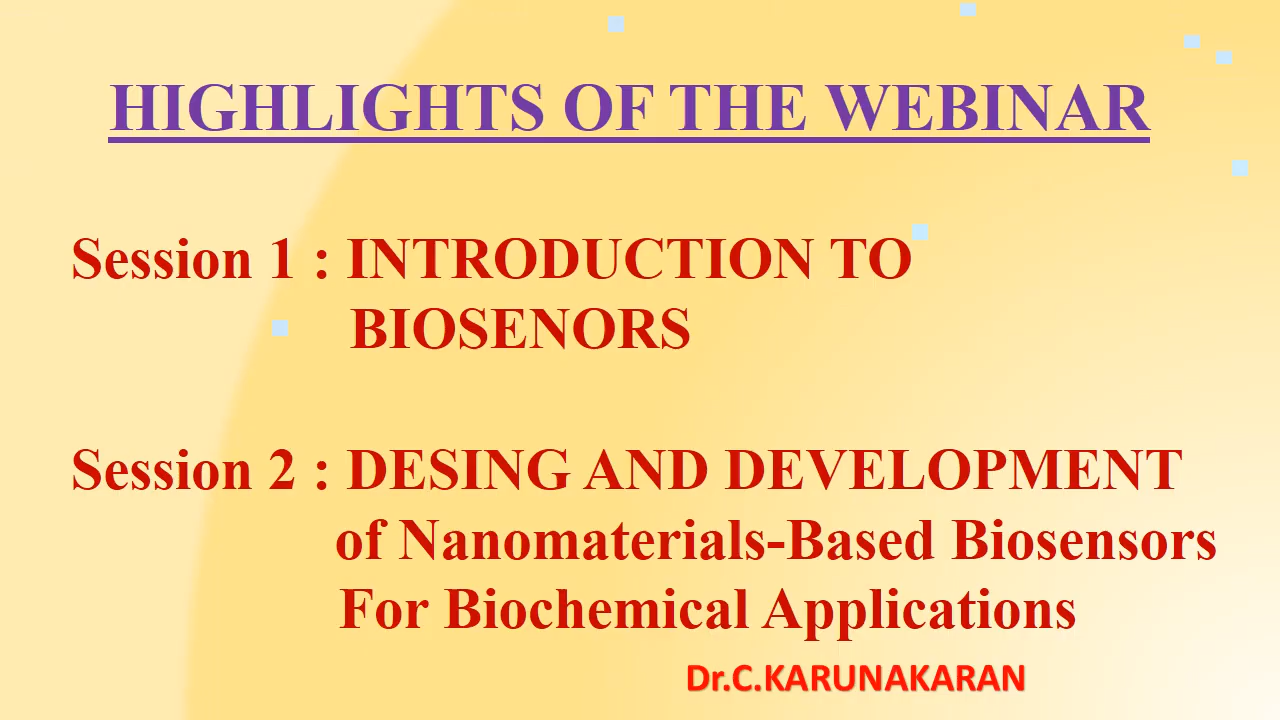 HIGHLIGHTS OF THE WEBINAR
Session 1 : INTRODUCTION TO
BIOSENORS
Session 2 : DESING AND DEVELOPMENT
of Nanomaterials-Based Biosensors
For Biochemical Applications
Dr.C.KARUNAKARAN